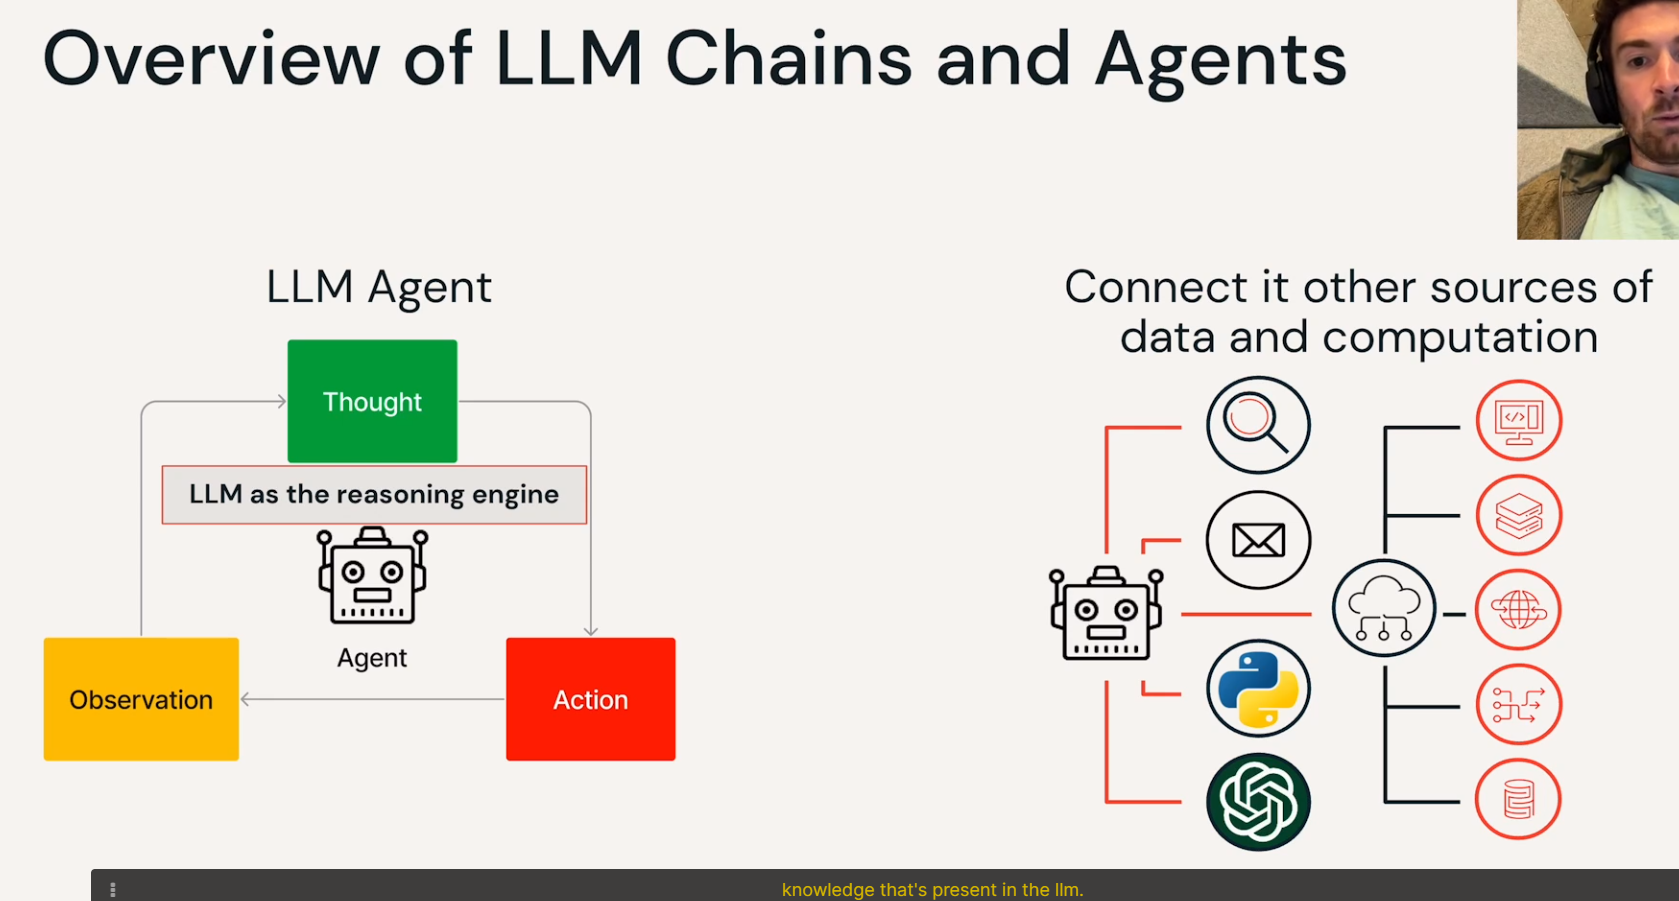 Overview of LLM Chains and Agents
LLM Agent
Thought
LLM as the reasoning engine
Agent
Observation
Action
Connect it other sources of
data and computation
</>
knowledge that's present in the llm.